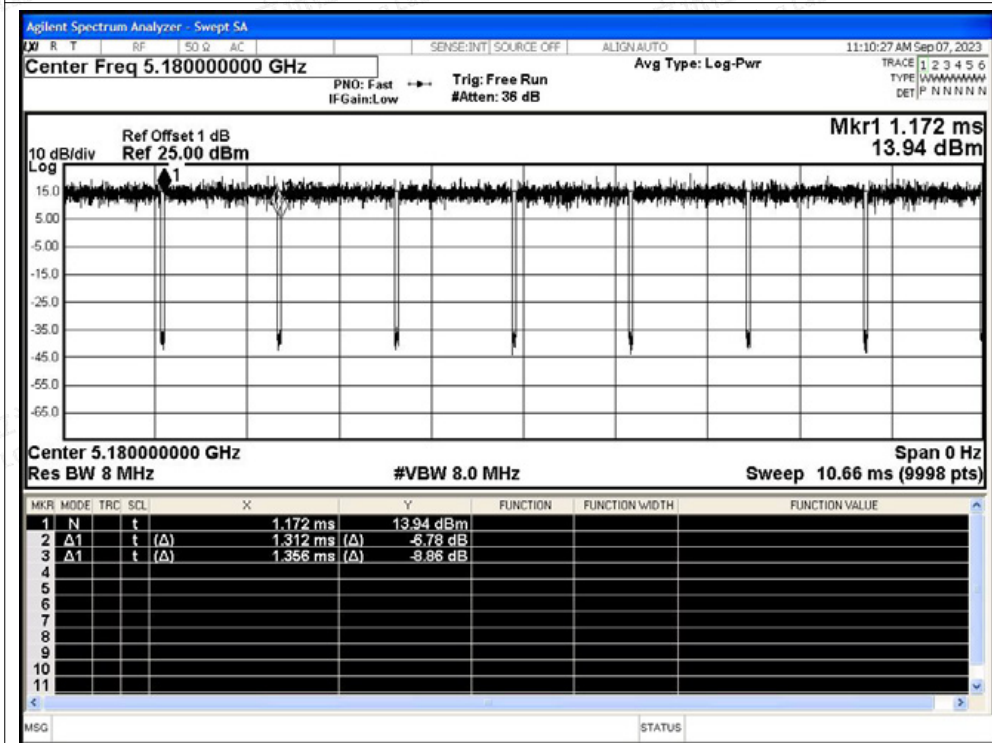 Agilent Spectrum Analyzer - Swept SA
LXI R T RF 50 Ω AC SENSE:INT SOURCE OFF ALIGN AUTO 11:10:27 AM Sep 07, 2023
Center Freq 5.180000000 GHz
PNO: Fast
IFGain:Low
Trig: Free Run
#Atten: 36 dB
Avg Type: Log-Pwr
TRACE 1 2 3 4 5 6
TYPE WWWWWWW
DET P N N N N N
Mkr1 1.172 ms
13.94 dBm
Ref Offset 1 dB
10 dB/div Ref 25.00 dBm
Log
1
15.0
5.00
-5.00
-15.0
-25.0
-35.0
-45.0
-55.0
-65.0
Center 5.180000000 GHz Span 0 Hz
Res BW 8 MHz #VBW 8.0 MHz Sweep 10.66 ms (9998 pts)
MKR MODE TRC SCL X Y FUNCTION FUNCTION WIDTH FUNCTION VALUE
1 N t 1.172 ms 13.94 dBm
2 Δ1 t (Δ) 1.312 ms (Δ) -6.78 dB
3 Δ1 t (Δ) 1.356 ms (Δ) -8.86 dB
4
5
6
7
8
9
10
11
MSG STATUS